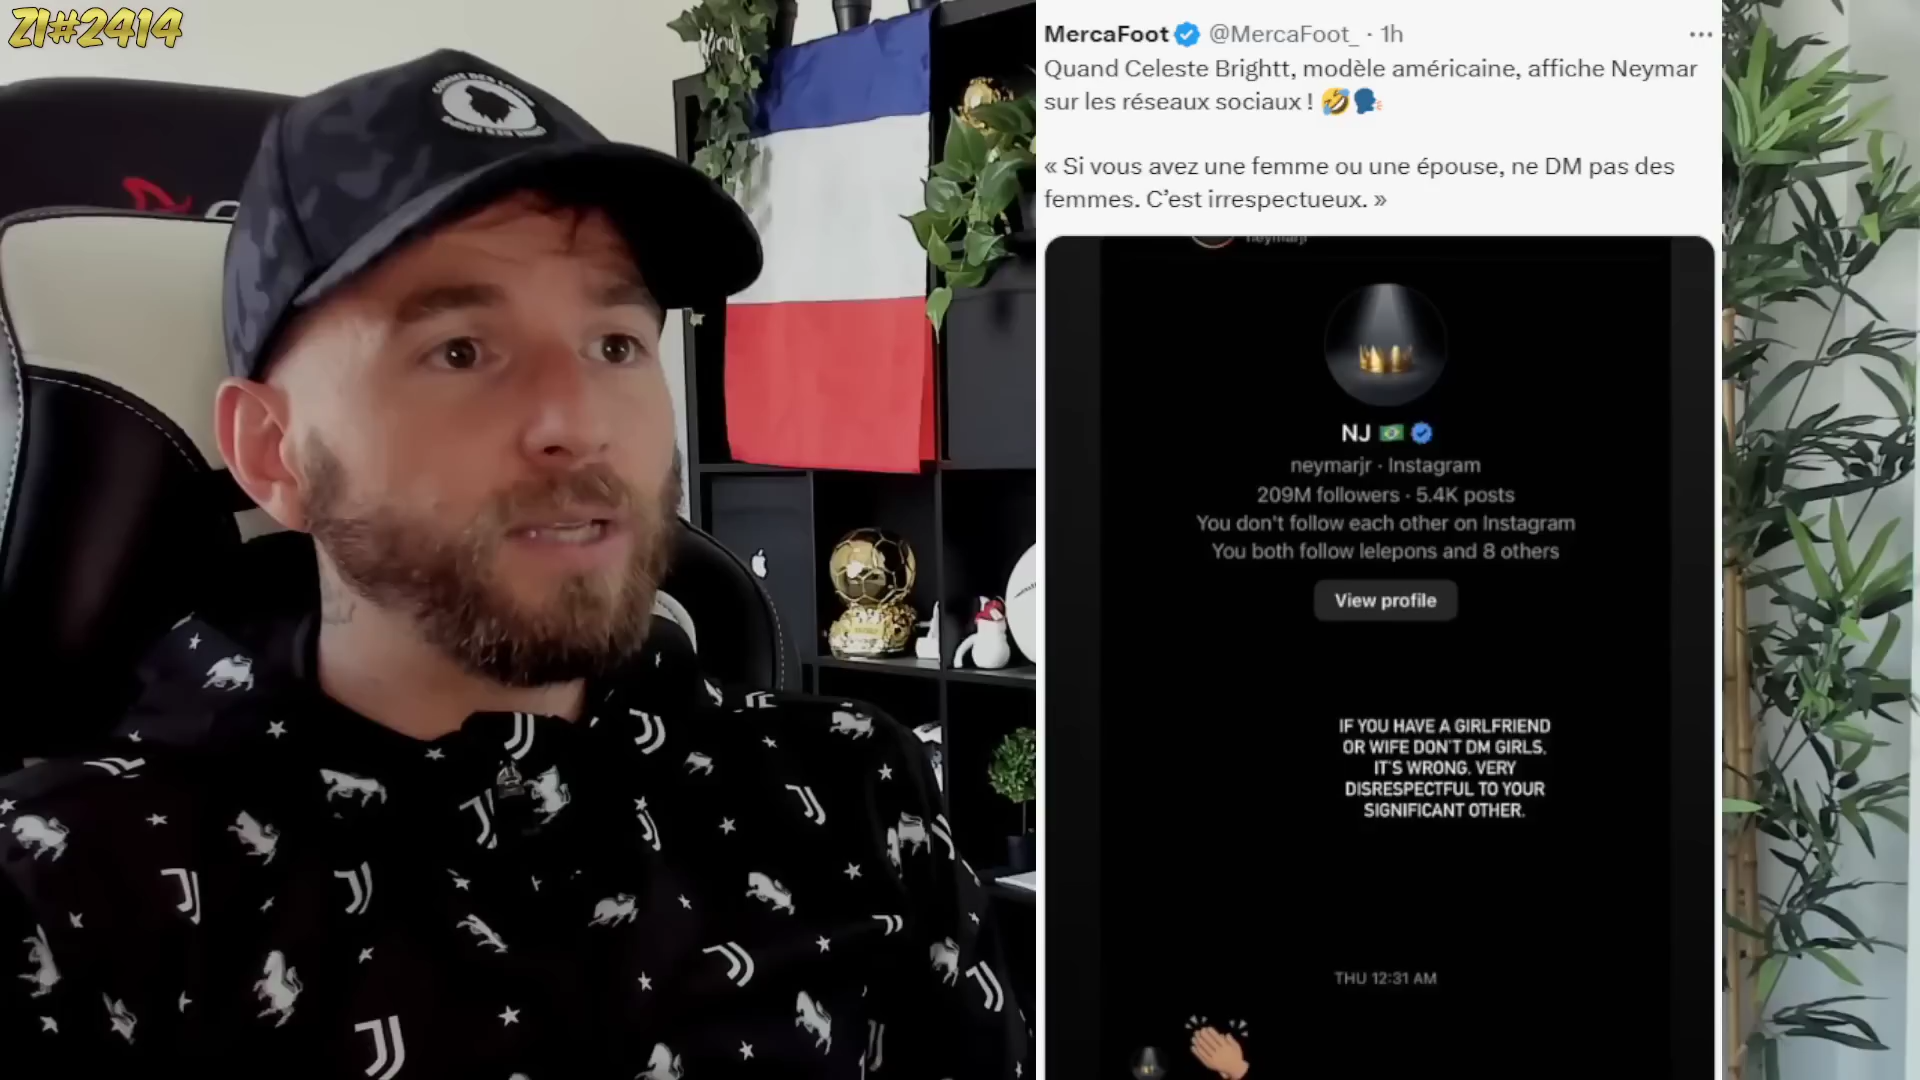 ZI#2414
MercaFoot @MercaFoot_ · 1h
Quand Celeste Brightt, modèle américaine, affiche Neymar
sur les réseaux sociaux ! 🤣🗣️
« Si vous avez une femme ou une épouse, ne DM pas des
femmes. C’est irrespectueux. »
neymarjr
NJ 🇧🇷
neymarjr · Instagram
209M followers · 5.4K posts
You don't follow each other on Instagram
You both follow lelepons and 8 others
View profile
IF YOU HAVE A GIRLFRIEND
OR WIFE DON'T DM GIRLS.
IT'S WRONG. VERY
DISRESPECTFUL TO YOUR
SIGNIFICANT OTHER.
THU 12:31 AM